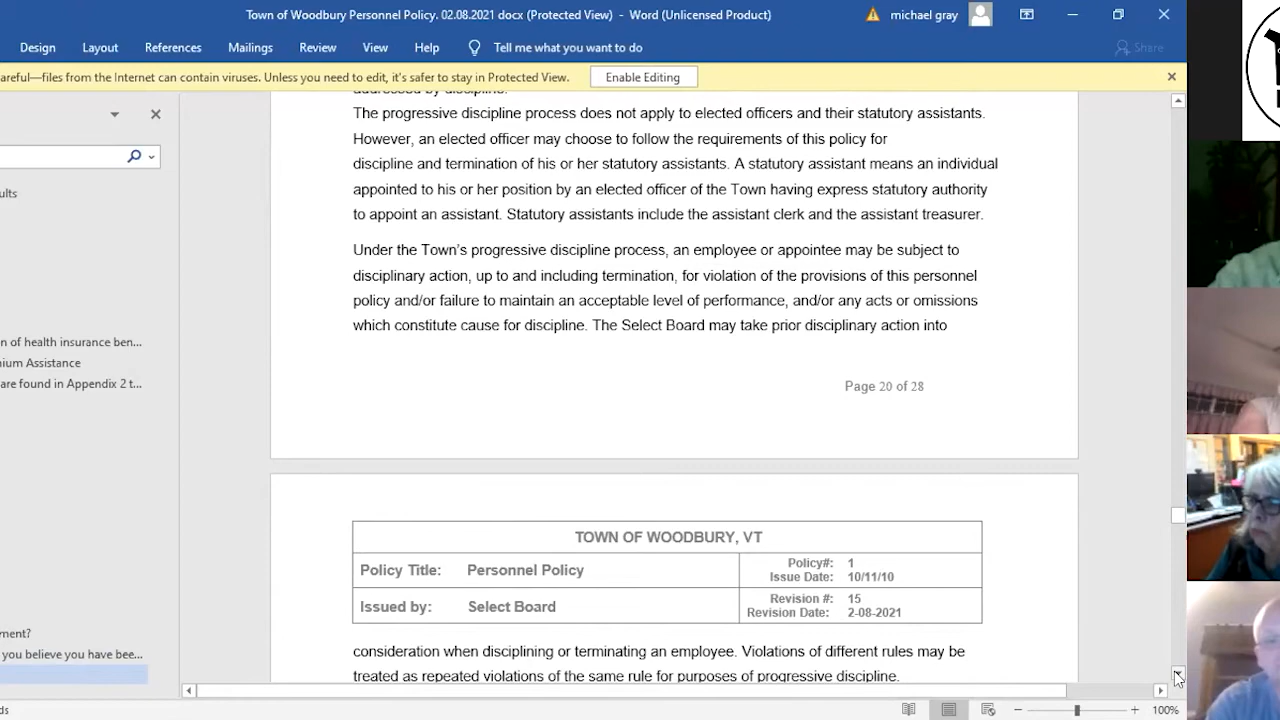 Town of Woodbury Personnel Policy. 02.08.2021 docx (Protected View) - Word (Unlicensed Product)
michael gray
Design Layout References Mailings Review View Help Tell me what you want to do Share
careful—files from the Internet can contain viruses. Unless you need to edit, it's safer to stay in Protected View. Enable Editing
The progressive discipline process does not apply to elected officers and their statutory assistants.
However, an elected officer may choose to follow the requirements of this policy for
discipline and termination of his or her statutory assistants. A statutory assistant means an individual
appointed to his or her position by an elected officer of the Town having express statutory authority
to appoint an assistant. Statutory assistants include the assistant clerk and the assistant treasurer.
Under the Town's progressive discipline process, an employee or appointee may be subject to
disciplinary action, up to and including termination, for violation of the provisions of this personnel
policy and/or failure to maintain an acceptable level of performance, and/or any acts or omissions
which constitute cause for discipline. The Select Board may take prior disciplinary action into
Page 20 of 28
TOWN OF WOODBURY, VT
Policy Title: Personnel Policy
Policy#: 1
Issue Date: 10/11/10
Issued by: Select Board
Revision #: 15
Revision Date: 2-08-2021
consideration when disciplining or terminating an employee. Violations of different rules may be
treated as repeated violations of the same rule for purposes of progressive discipline.
ults
n of health insurance ben...
nium Assistance
are found in Appendix 2 t...
ment?
you believe you have bee...
ds
100%